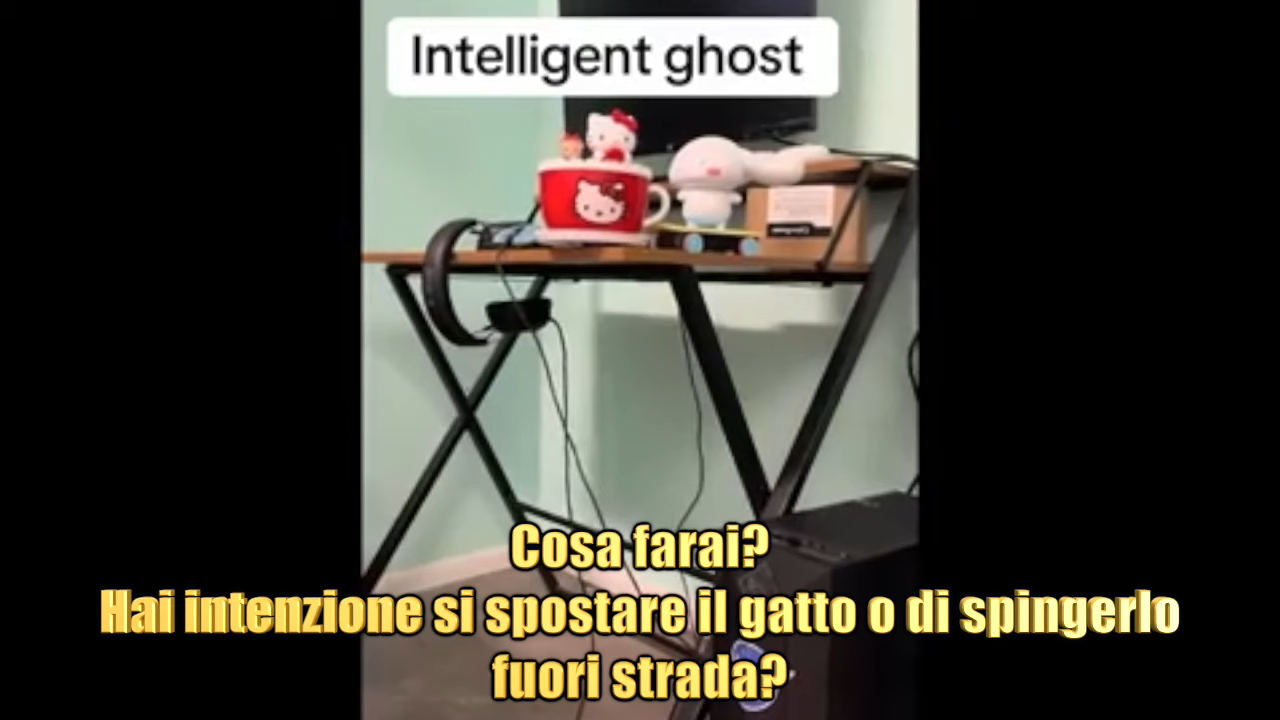 Intelligent ghost
Cosa farai?
Hai intenzione si spostare il gatto o di spingerlo
fuori strada?